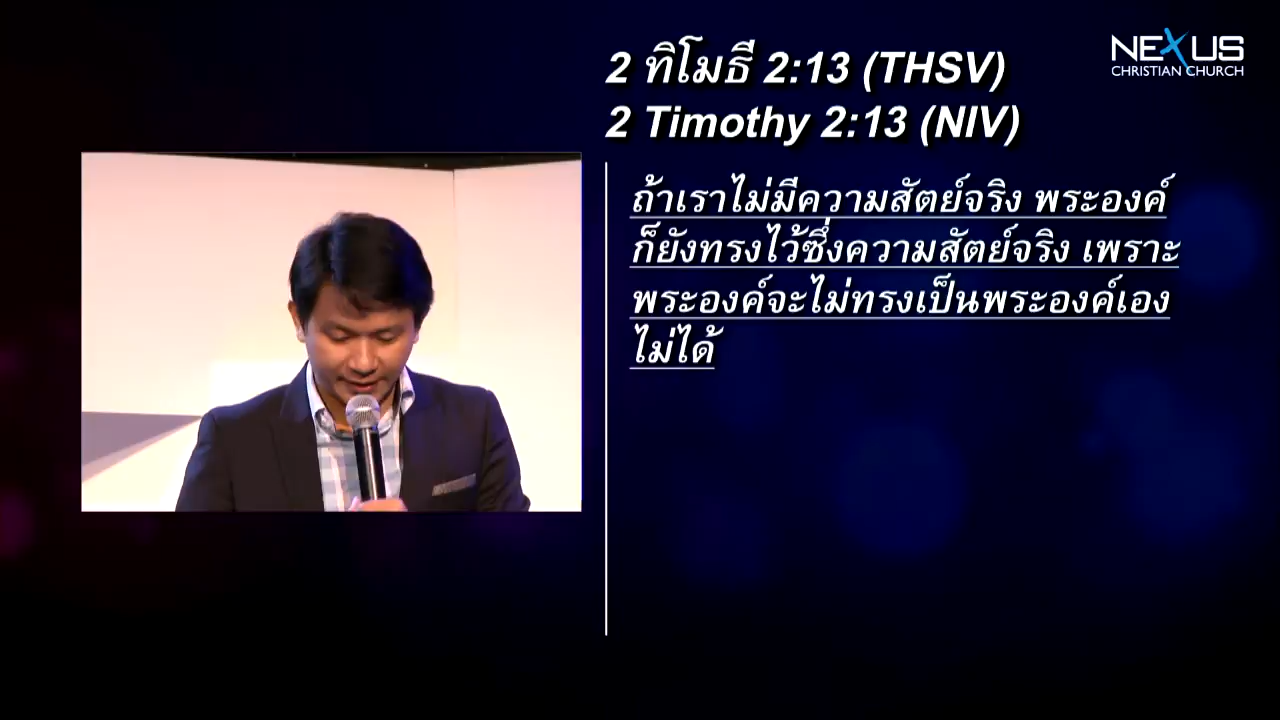 2 ทิโมธี 2:13 (THSV)
2 Timothy 2:13 (NIV)
NEXUS
CHRISTIAN CHURCH
ถ้าเราไม่มีความสัตย์จริง พระองค์
ก็ยังทรงไว้ซึ่งความสัตย์จริง เพราะ
พระองค์จะไม่ทรงเป็นพระองค์เอง
ไม่ได้